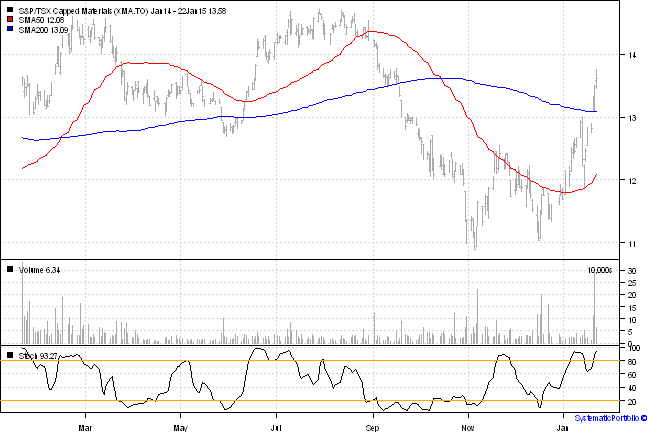 S&P/TSX Capped Materials (XMA.TO) Jan14 - 22Jan15 13.58
SMA50 12.08
SMA200 13.09
14
13
12
11
Volume 6.34
10,000s
30
25
20
15
10
5
0
Stoch 93.27
100
80
60
40
20
Mar
May
Jul
Sep
Nov
Jan
SystematicPortfolio ©